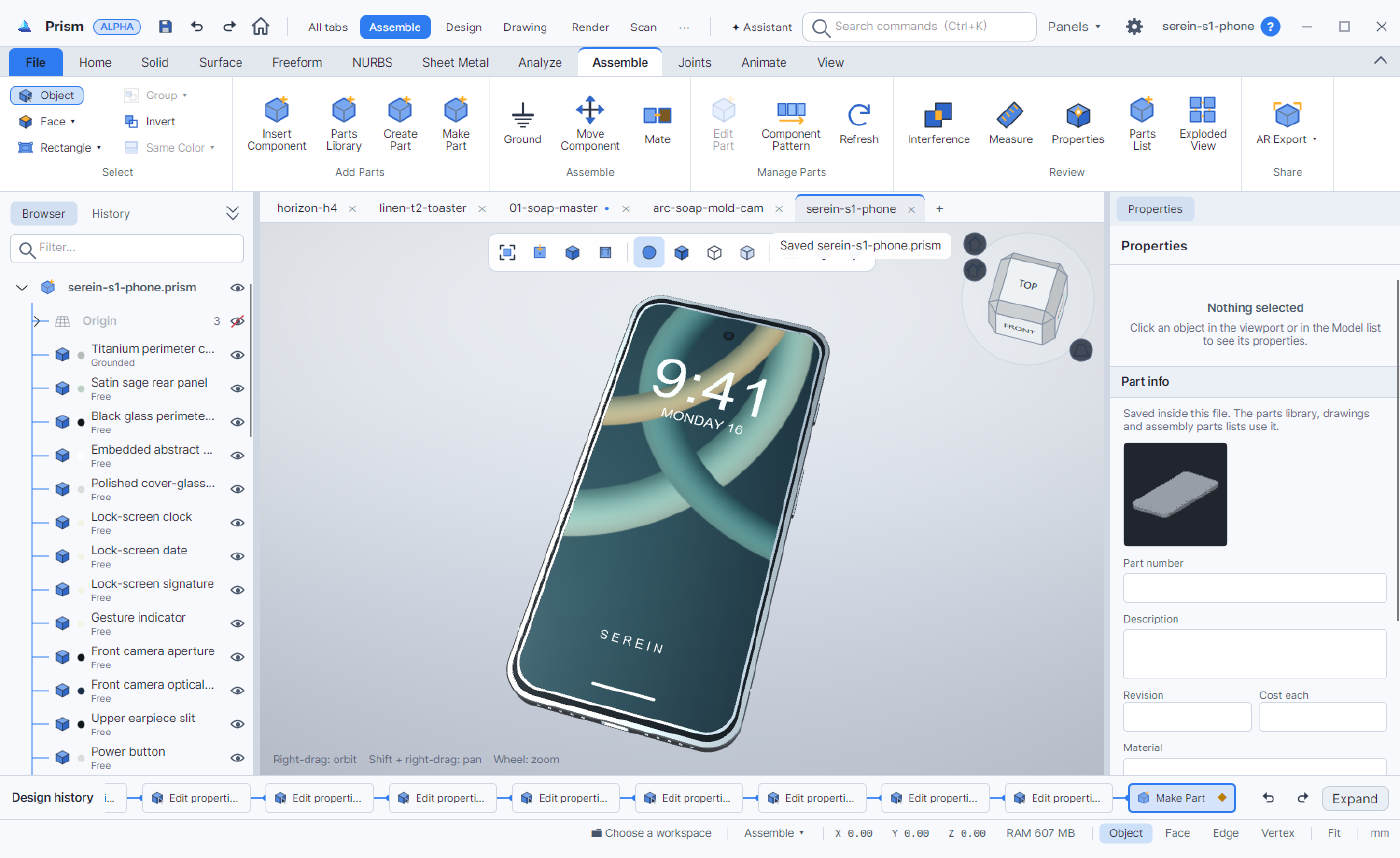 Prism ALPHA All tabs Assemble Design Drawing Render Scan ··· Assistant Search commands (Ctrl+K) Panels serein-s1-phone ?
File Home Solid Surface Freeform NURBS Sheet Metal Analyze Assemble Joints Animate View
Object Group
Face Invert
Rectangle Same Color
Select
Insert Component
Parts Library
Create Part
Make Part
Add Parts
Ground
Move Component
Mate
Assemble
Edit Part
Component Pattern
Refresh
Manage Parts
Interference
Measure
Properties
Parts List
Exploded View
Review
AR Export
Share
Browser History
Filter...
serein-s1-phone.prism
Origin 3
Titanium perimeter c...
Grounded
Satin sage rear panel
Free
Black glass perimete...
Free
Embedded abstract ...
Free
Polished cover-glass...
Free
Lock-screen clock
Free
Lock-screen date
Free
Lock-screen signature
Free
Gesture indicator
Free
Front camera aperture
Free
Front camera optical...
Free
Upper earpiece slit
Free
Power button
Free
horizon-h4 linen-t2-toaster 01-soap-master • arc-soap-mold-cam serein-s1-phone +
Saved serein-s1-phone.prism
TOP
FRONT
9:41
MONDAY 16
SEREIN
Right-drag: orbit Shift + right-drag: pan Wheel: zoom
Properties
Properties
Nothing selected
Click an object in the viewport or in the Model list
to see its properties.
Part info
Saved inside this file. The parts library, drawings
and assembly parts lists use it.
Part number
Description
Revision Cost each
Material
Design history i... Edit properti... Edit properti... Edit properti... Edit properti... Edit properti... Edit properti... Edit properti... Edit properti... Make Part Expand
Choose a workspace Assemble X 0.00 Y 0.00 Z 0.00 RAM 607 MB Object Face Edge Vertex Fit mm